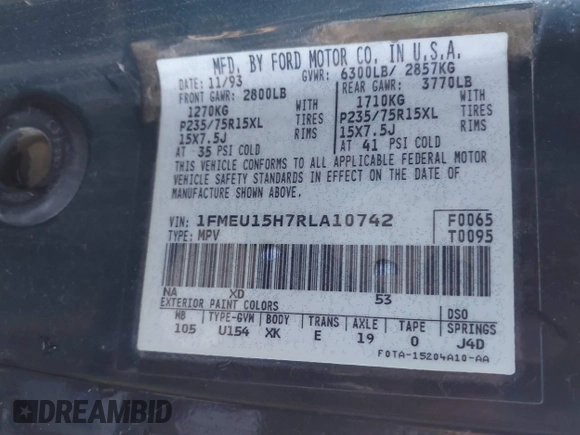 MFD. BY FORD MOTOR CO. IN U.S.A.
DATE: 11/93 GVWR: 6300LB/ 2857KG
FRONT GAWR: 2800LB REAR GAWR: 3770LB
1270KG WITH 1710KG WITH
P235/75R15XL TIRES P235/75R15XL TIRES
15X7.5J RIMS 15X7.5J RIMS
AT 35 PSI COLD AT 41 PSI COLD
THIS VEHICLE CONFORMS TO ALL APPLICABLE FEDERAL MOTOR
VEHICLE SAFETY STANDARDS IN EFFECT ON THE DATE OF
MANUFACTURE SHOWN ABOVE.
VIN: 1FMEU15H7RLA10742 F0065
TYPE: MPV T0095
NA XD 53
EXTERIOR PAINT COLORS DSO
WB TYPE-GVM BODY TRANS AXLE TAPE SPRINGS
105 U154 XK E 19 0 J4D
F0TA-15204A10-AA
DREAMBID